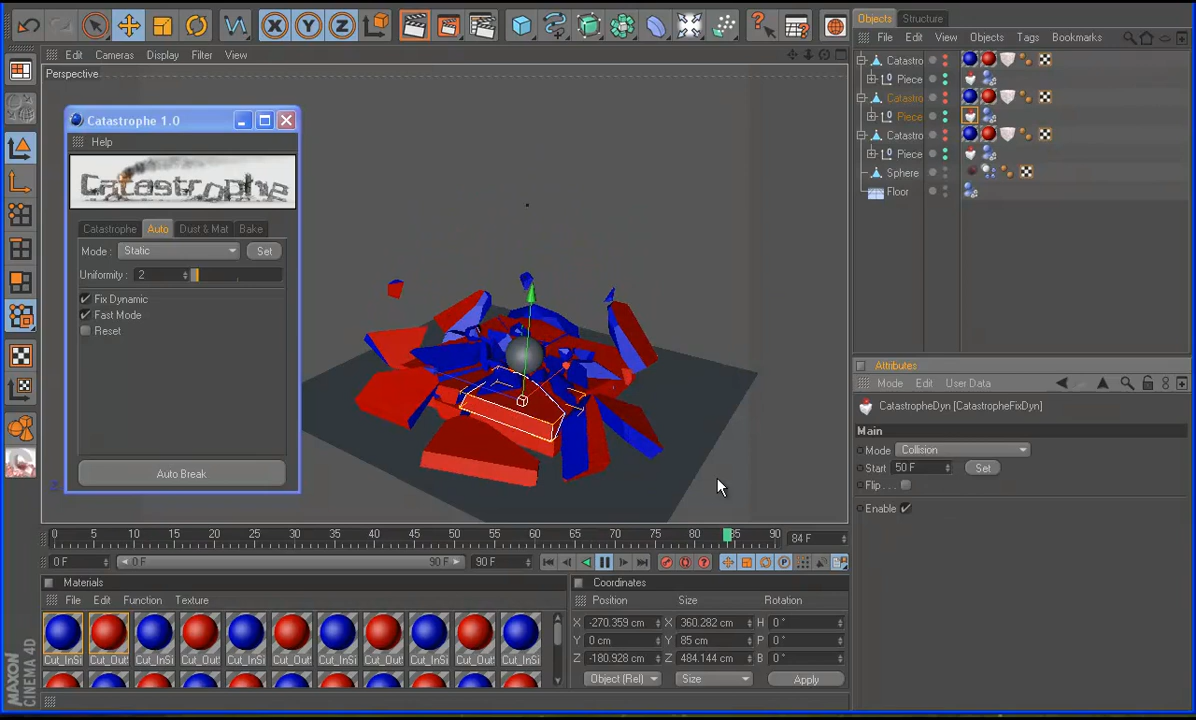 X Y Z
Objects Structure
File Edit View Objects Tags Bookmarks
Edit Cameras Display Filter View
Perspective
Catastro
Piece
Catastro
Piece
Catastro
Piece
Sphere
Floor
Catastrophe 1.0
Help
Catastrophe
Catastrophe Auto Dust & Mat Bake
Mode : Static Set
Uniformity : 2
Fix Dynamic
Fast Mode
Reset
Auto Break
Attributes
Mode Edit User Data
CatastropheDyn [CatastropheFixDyn]
Main
Mode Collision
Start 50 F Set
Flip . . .
Enable
0 5 10 15 20 25 30 35 40 45 50 55 60 65 70 75 80 85 90 84 F
0 F 0 F 90 F 90 F
Materials
File Edit Function Texture
Cut_InSi Cut_Out Cut_InSi Cut_Out Cut_InSi Cut_Out Cut_InSi Cut_Out Cut_InSi Cut_Out Cut_InSi
Coordinates
Position Size Rotation
X -270.359 cm X 360.282 cm H 0 °
Y 0 cm Y 85 cm P 0 °
Z -180.928 cm Z 484.144 cm B 0 °
Object (Rel) Size Apply
MAXON
CINEMA 4D